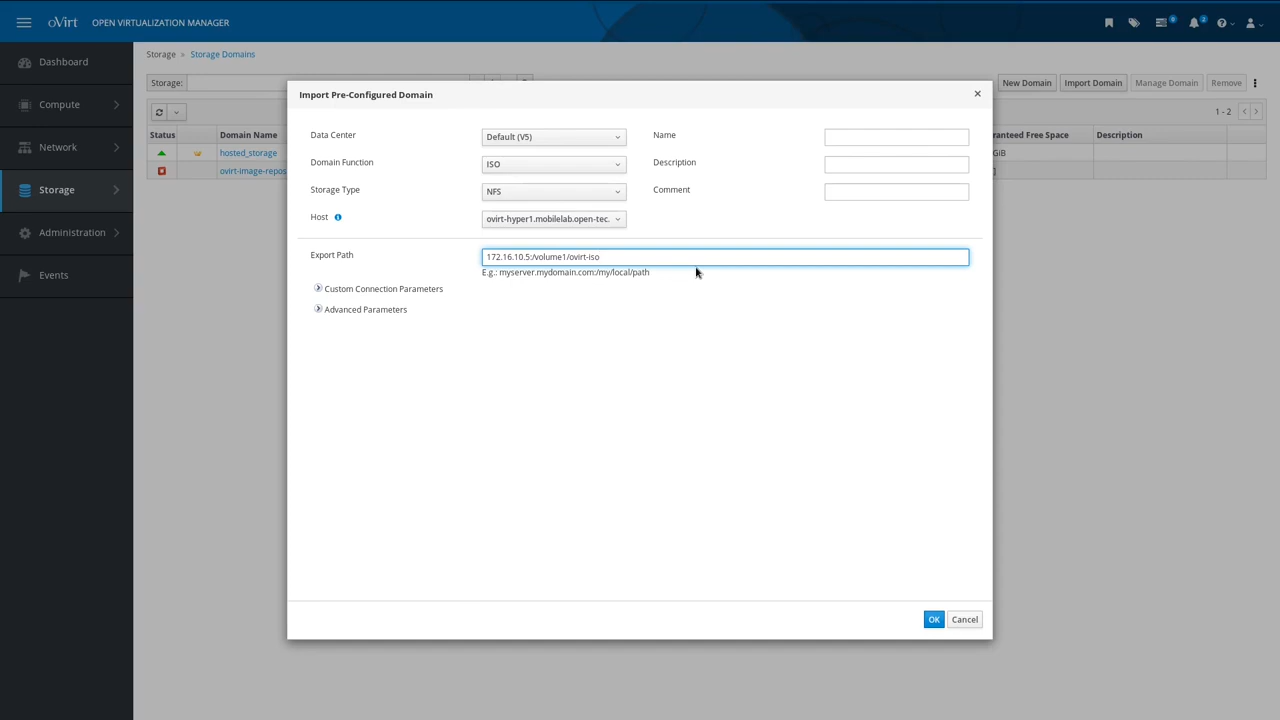 oVirt OPEN VIRTUALIZATION MANAGER
Dashboard
Compute
Network
Storage
Administration
Events
Storage » Storage Domains
Storage:
New Domain Import Domain Manage Domain Remove
1 - 2
Status Domain Name ranteed Free Space Description
hosted_storage GiB
ovirt-image-repos ]
Import Pre-Configured Domain
Data Center Default (V5) Name
Domain Function ISO Description
Storage Type NFS Comment
Host ovirt-hyper1.mobilelab.open-tec.
Export Path 172.16.10.5:/volume1/ovirt-iso
E.g.: myserver.mydomain.com:/my/local/path
Custom Connection Parameters
Advanced Parameters
OK Cancel